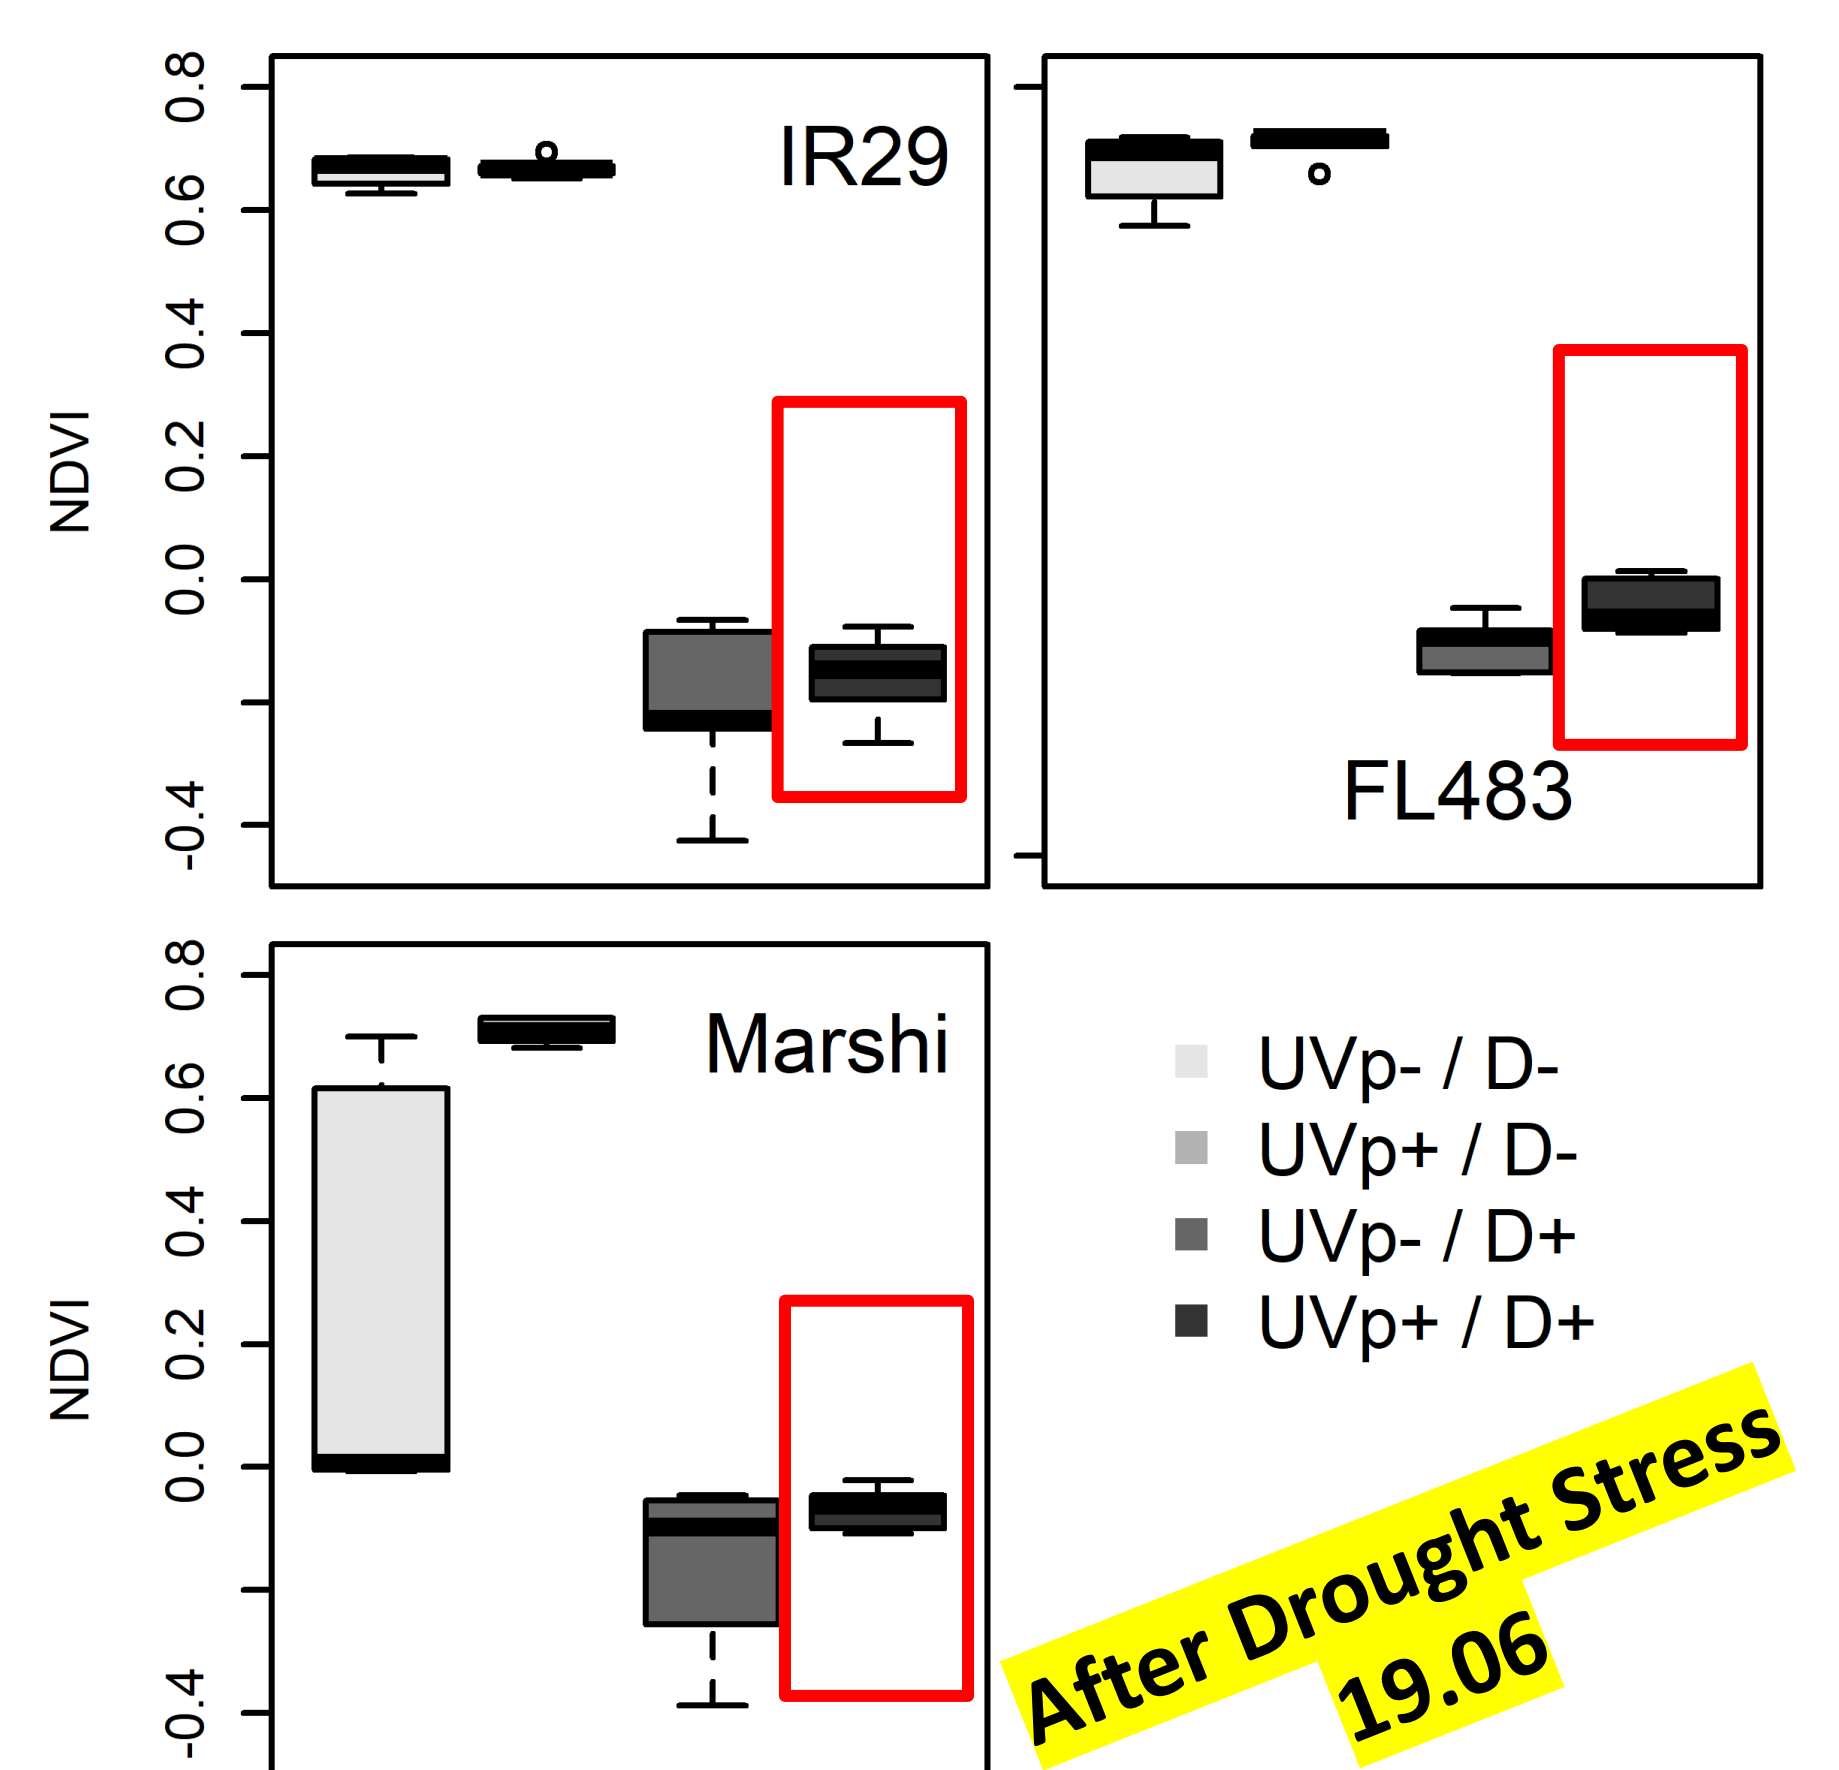 0.8
0.6
0.4
0.2
0.0
-0.4
NDVI
IR29
FL483
0.8
0.6
0.4
0.2
0.0
-0.4
NDVI
Marshi
UVp- / D-
UVp+ / D-
UVp- / D+
UVp+ / D+
After Drought Stress
19.06